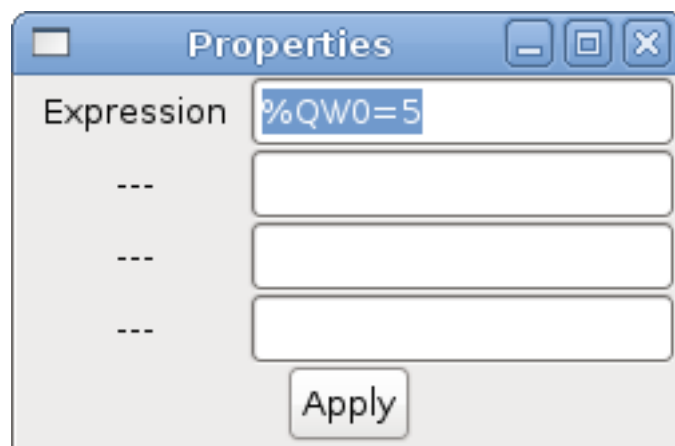 Properties
Expression %QW0=5
---
---
---
Apply